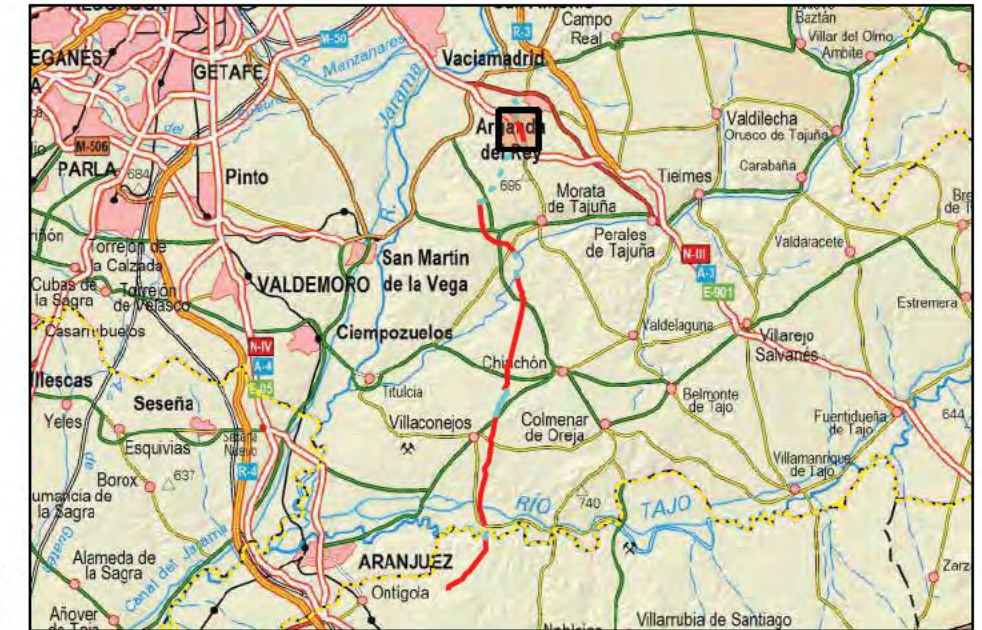 Campo
Real
Baztán
Villar del Olmo
Ambite
R-3
M-50
R. Manzanares
Vaciamadrid
EGANES
GETAFE
Jarama
Arganda
del Rey
Valdilecha
Orusco de Tajuña
M-506
PARLA
684
Pinto
Carabaña
Tielmes
695
Morata
de Tajuña
Perales
de Tajuña
R.
Valdaracete
N-III
A-3
E-901
Torrejón de
la Calzada
Cubas de
la Sagra
Torrejón
de Velasco
San Martín
de la Vega
VALDEMORO
Estremera
Casarrubuelos
Ciempozuelos
Valdelaguna
Villarejo
Salvanés
N-IV
A-4
E-05
Chinchón
Illescas
Titulcia
Belmonte
de Tajo
Seseña
Yeles
Villaconejos
Colmenar
de Oreja
Fuentidueña
de Tajo
644
Esquivias
Seseña
Nuevo
R-4
Villamanrique
de Tajo
Borox
637
RÍO TAJO
740
la Sagra
Canal del Jarama
Alameda de
la Sagra
ARANJUEZ
Ontígola
Añover
Villarrubia de Santiago